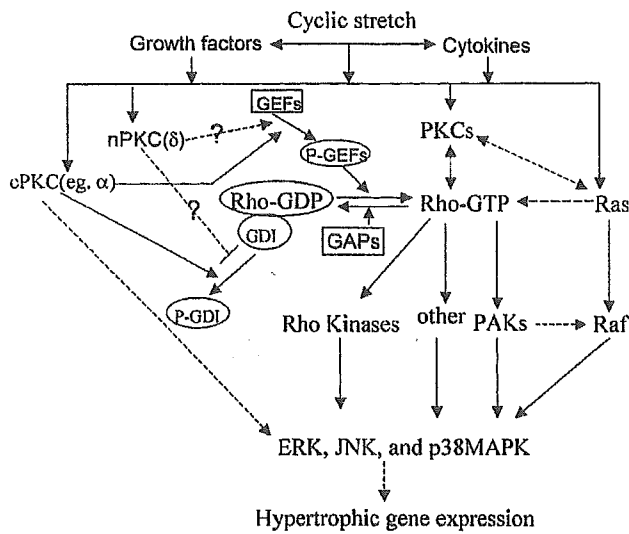 Cyclic stretch
Growth factors
Cytokines
GEFs
nPKC(δ)
?
PKCs
P-GEFs
cPKC(eg, α)
Rho-GDP
Rho-GTP
Ras
?
GDI
GAPs
P-GDI
Rho Kinases
other
PAKs
Raf
ERK, JNK, and p38MAPK
Hypertrophic gene expression